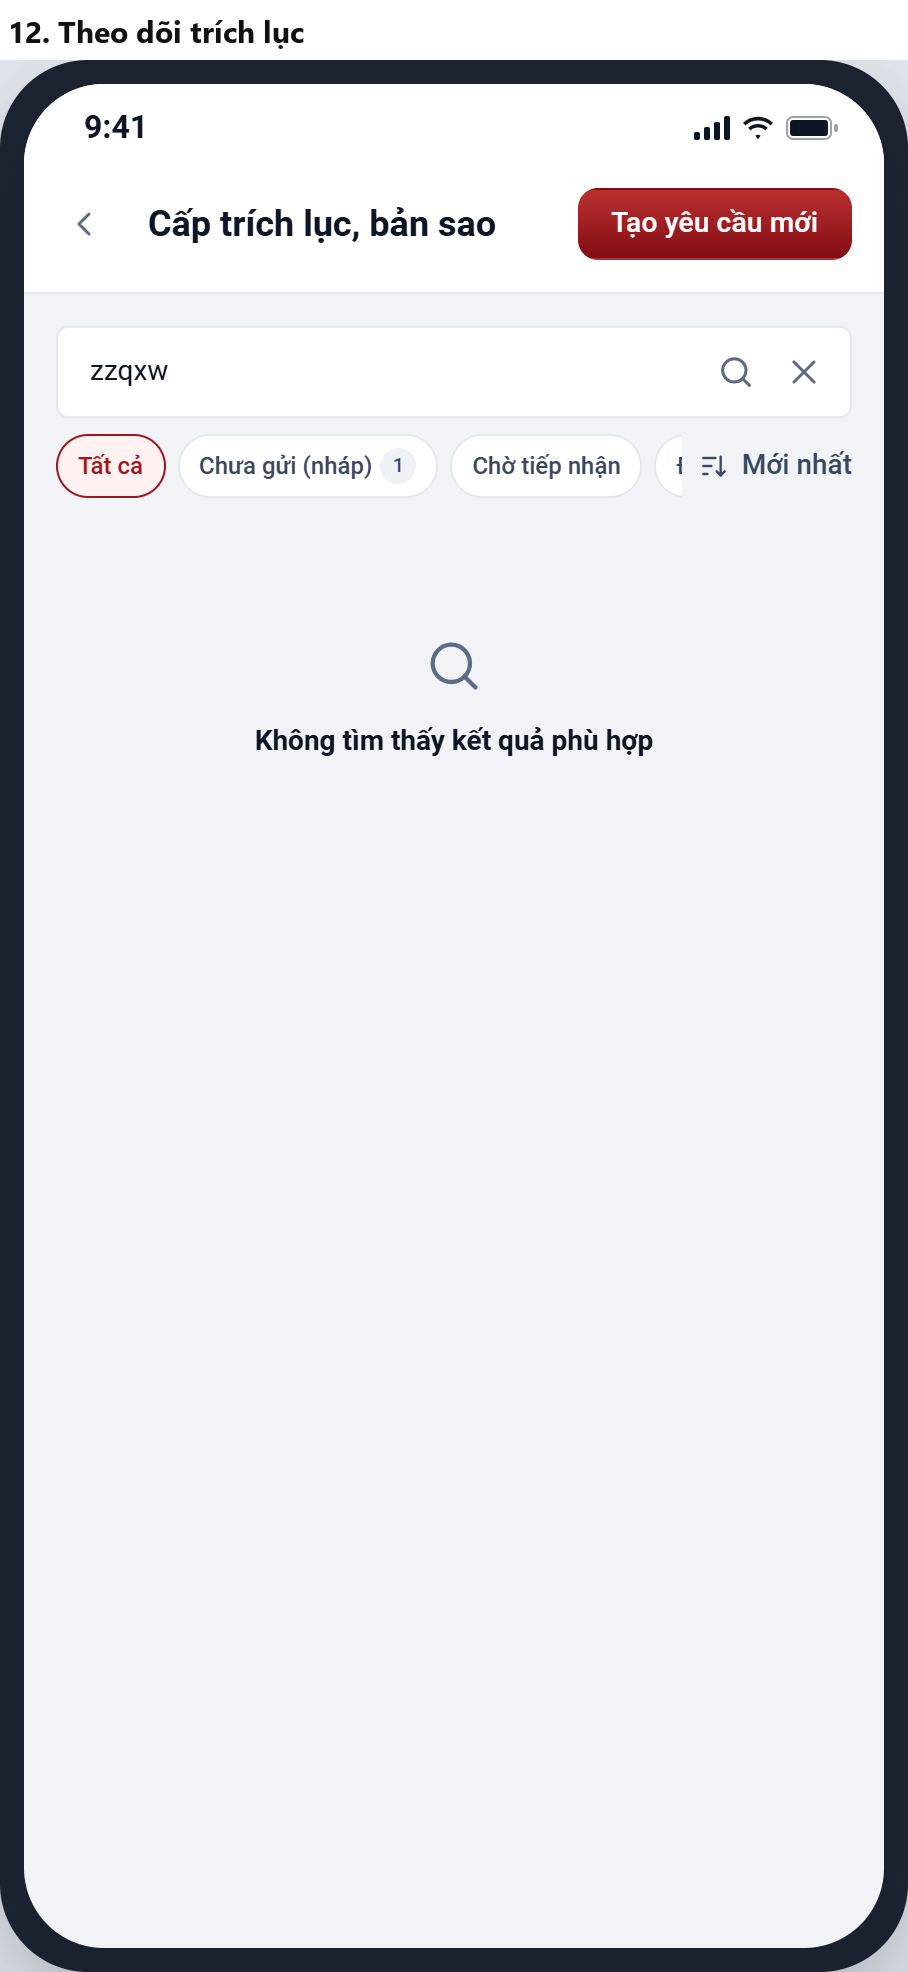 12. Theo dõi trích lục
9:41
Cấp trích lục, bản sao
Tạo yêu cầu mới
zzqxw
Tất cả
Chưa gửi (nháp) 1
Chờ tiếp nhận
Mới nhất
Không tìm thấy kết quả phù hợp